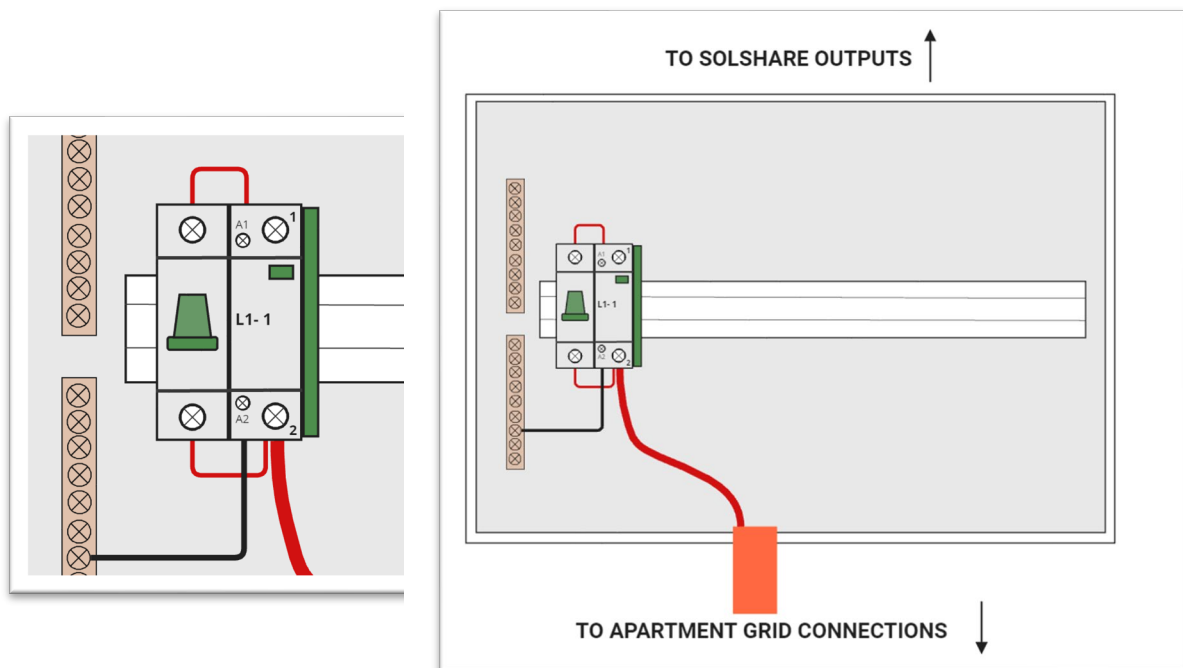 A1
1
L1- 1
A2
2
TO SOLSHARE OUTPUTS
A1
1
L1- 1
A2
2
TO APARTMENT GRID CONNECTIONS